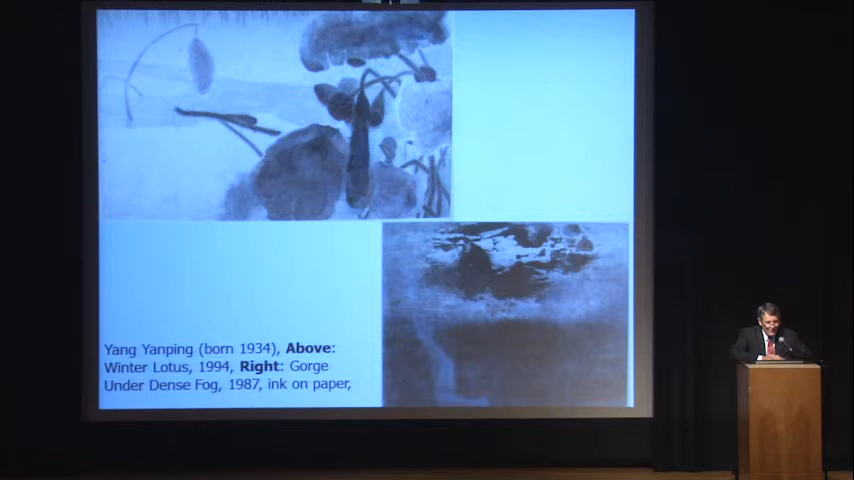 Yang Yanping (born 1934), Above:
Winter Lotus, 1994, Right: Gorge
Under Dense Fog, 1987, ink on paper,